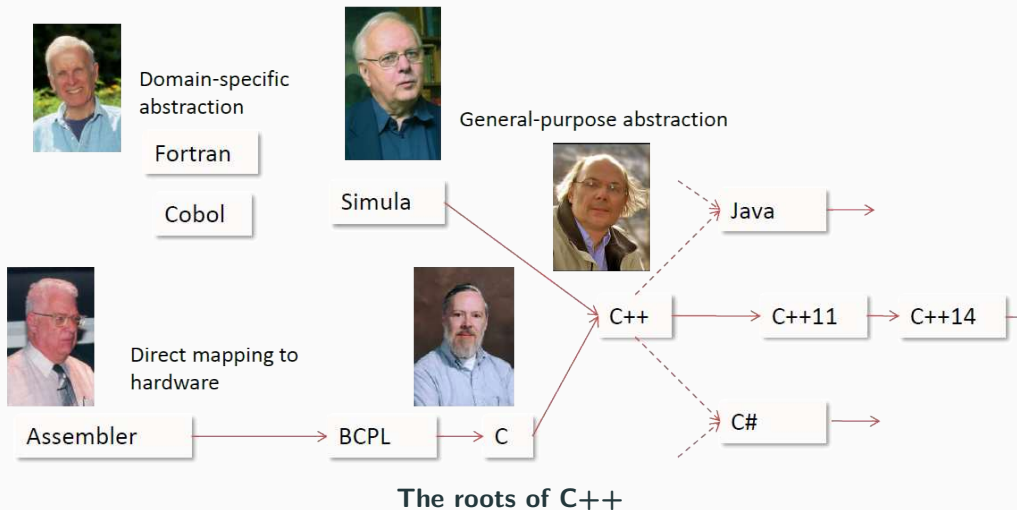 Domain-specific
abstraction
Fortran
Cobol
General-purpose abstraction
Simula
Java
C++
C++11
C++14
Direct mapping to
hardware
Assembler
BCPL
C
C#
The roots of C++